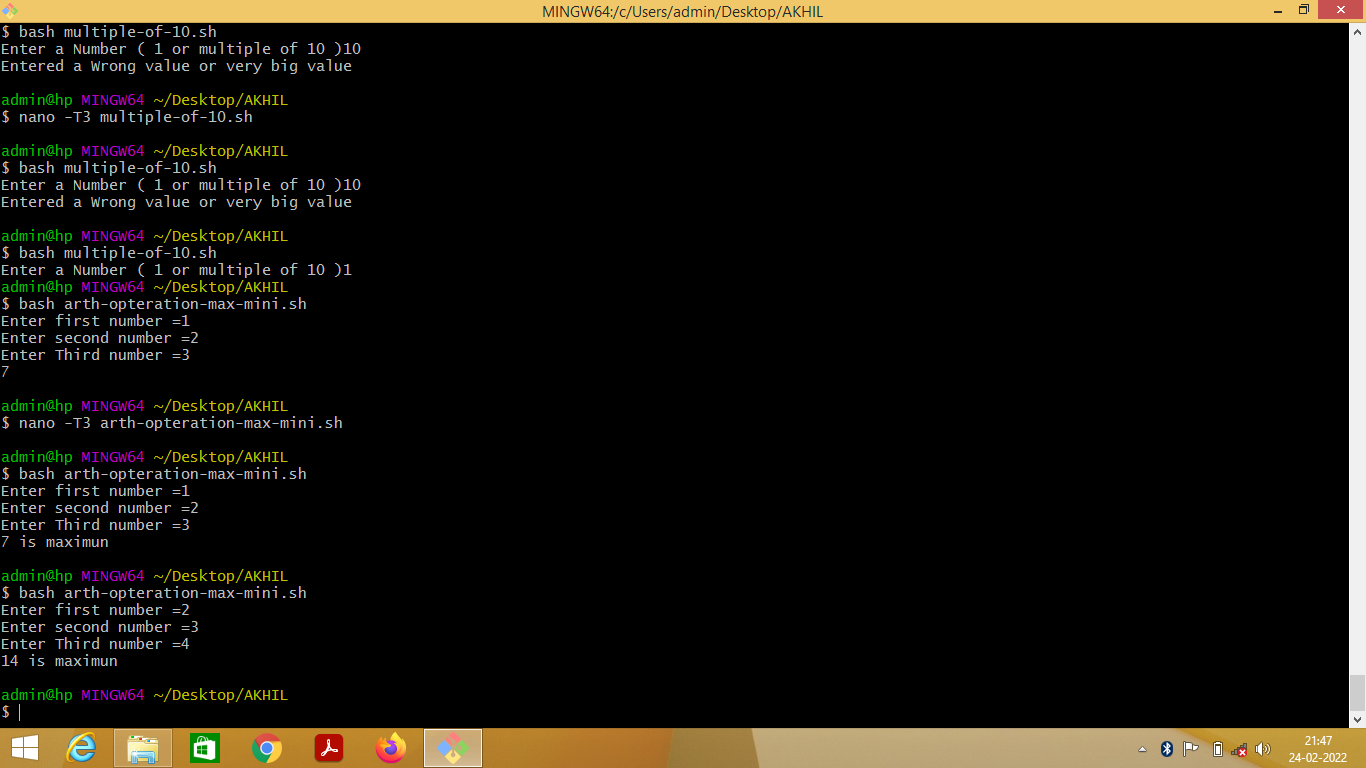 MINGW64:/c/Users/admin/Desktop/AKHIL
$ bash multiple-of-10.sh
Enter a Number ( 1 or multiple of 10 )10
Entered a Wrong value or very big value
admin@hp MINGW64 ~/Desktop/AKHIL
$ nano -T3 multiple-of-10.sh
admin@hp MINGW64 ~/Desktop/AKHIL
$ bash multiple-of-10.sh
Enter a Number ( 1 or multiple of 10 )10
Entered a Wrong value or very big value
admin@hp MINGW64 ~/Desktop/AKHIL
$ bash multiple-of-10.sh
Enter a Number ( 1 or multiple of 10 )1
admin@hp MINGW64 ~/Desktop/AKHIL
$ bash arth-opteration-max-mini.sh
Enter first number =1
Enter second number =2
Enter Third number =3
7
admin@hp MINGW64 ~/Desktop/AKHIL
$ nano -T3 arth-opteration-max-mini.sh
admin@hp MINGW64 ~/Desktop/AKHIL
$ bash arth-opteration-max-mini.sh
Enter first number =1
Enter second number =2
Enter Third number =3
7 is maximun
admin@hp MINGW64 ~/Desktop/AKHIL
$ bash arth-opteration-max-mini.sh
Enter first number =2
Enter second number =3
Enter Third number =4
14 is maximun
admin@hp MINGW64 ~/Desktop/AKHIL
$
21:47
24-02-2022